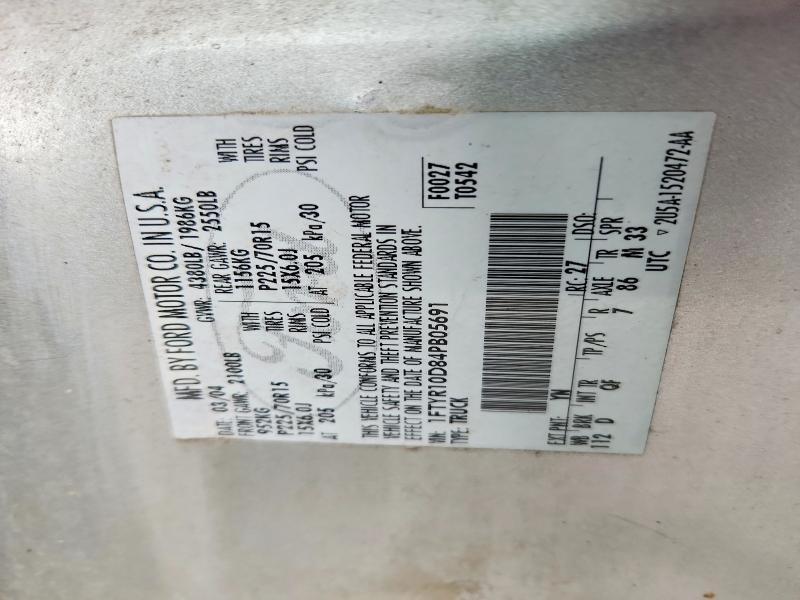 MFD. BY FORD MOTOR CO. IN U.S.A.
DATE: 03/04 GVWR: 4380LB/ 1986KG
FRONT GAWR: 2100LB REAR GAWR: 2550LB
952KG WITH 1156KG WITH
P225/70R15 TIRES P225/70R15 TIRES
15X6.0J RIMS 15X6.0J RIMS
AT 205 kPa/30 PSI COLD AT 205 kPa/30 PSI COLD
THIS VEHICLE CONFORMS TO ALL APPLICABLE FEDERAL MOTOR
VEHICLE SAFETY AND THEFT PREVENTION STANDARDS IN
EFFECT ON THE DATE OF MANUFACTURE SHOWN ABOVE.
VIN: 1FTYR10D84PB05691 F0027
TYPE: TRUCK T0542
EXT PNT: YN RC: 27 DSO:
WB BRK INT TR TP/PS R AXLE TR SPR
112 D QF 7 86 M 33
UTC ▽ 2U5A-1520472-AA